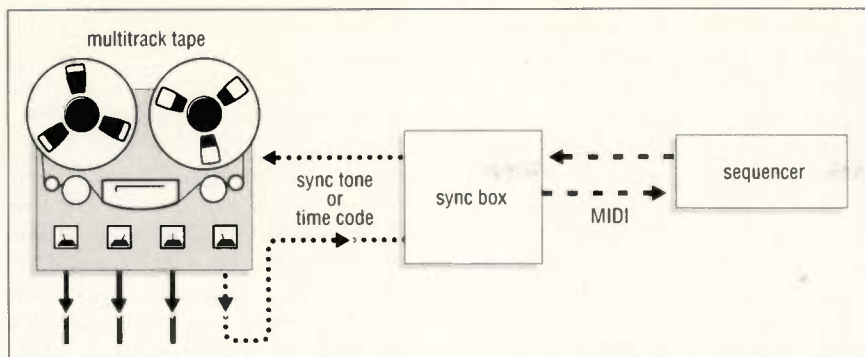 multitrack tape
sync tone
or
time code
sync box
MIDI
sequencer